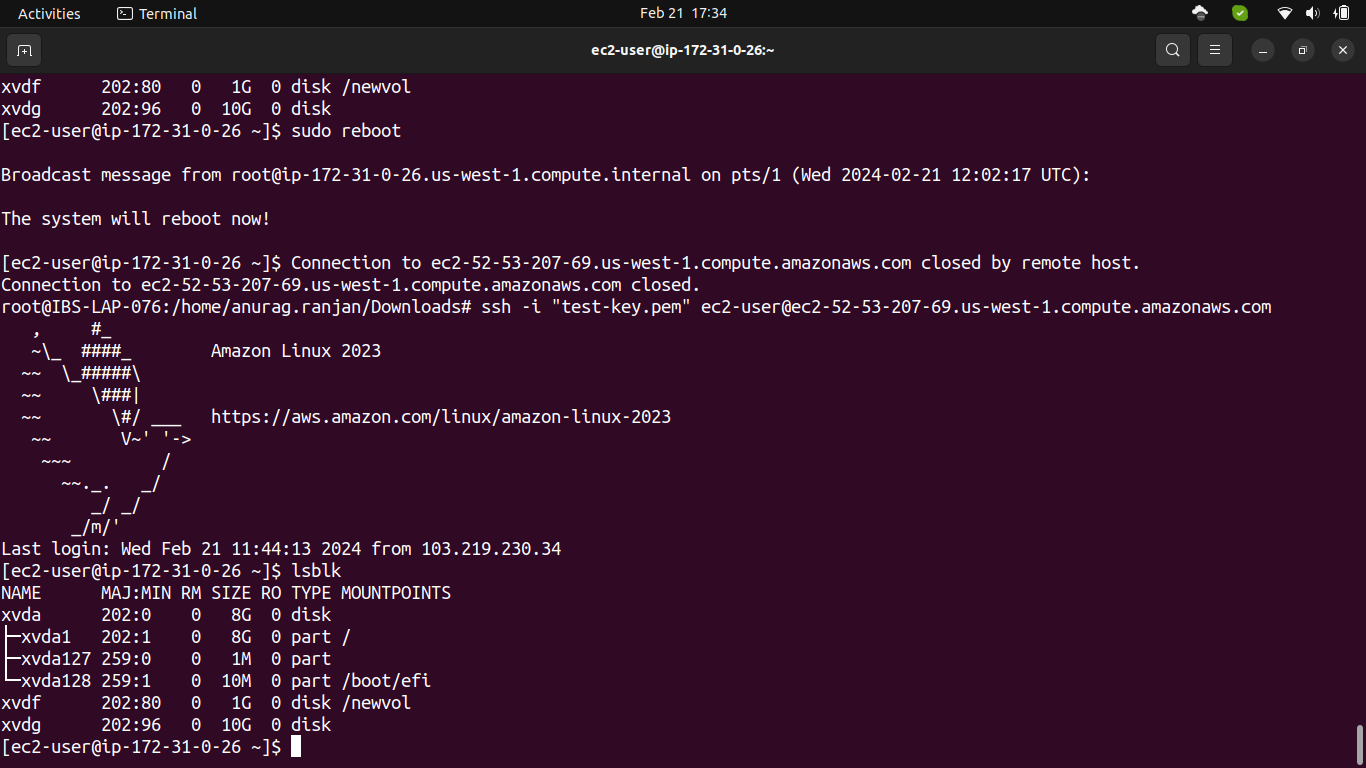 Activities Terminal Feb 21 17:34
ec2-user@ip-172-31-0-26:~
xvdf      202:80   0   1G  0 disk /newvol
xvdg      202:96   0  10G  0 disk
[ec2-user@ip-172-31-0-26 ~]$ sudo reboot
Broadcast message from root@ip-172-31-0-26.us-west-1.compute.internal on pts/1 (Wed 2024-02-21 12:02:17 UTC):
The system will reboot now!
[ec2-user@ip-172-31-0-26 ~]$ Connection to ec2-52-53-207-69.us-west-1.compute.amazonaws.com closed by remote host.
Connection to ec2-52-53-207-69.us-west-1.compute.amazonaws.com closed.
root@IBS-LAP-076:/home/anurag.ranjan/Downloads# ssh -i "test-key.pem" ec2-user@ec2-52-53-207-69.us-west-1.compute.amazonaws.com
   ,     #_
   ~\_  ####_        Amazon Linux 2023
  ~~  \_#####\
  ~~     \###|
  ~~       \#/ ___   https://aws.amazon.com/linux/amazon-linux-2023
   ~~       V~' '->
    ~~~         /
      ~~._.   _/
         _/ _/
       _/m/'
Last login: Wed Feb 21 11:44:13 2024 from 103.219.230.34
[ec2-user@ip-172-31-0-26 ~]$ lsblk
NAME      MAJ:MIN RM SIZE RO TYPE MOUNTPOINTS
xvda      202:0    0   8G  0 disk
├─xvda1   202:1    0   8G  0 part /
├─xvda127 259:0    0   1M  0 part
└─xvda128 259:1    0  10M  0 part /boot/efi
xvdf      202:80   0   1G  0 disk /newvol
xvdg      202:96   0  10G  0 disk
[ec2-user@ip-172-31-0-26 ~]$